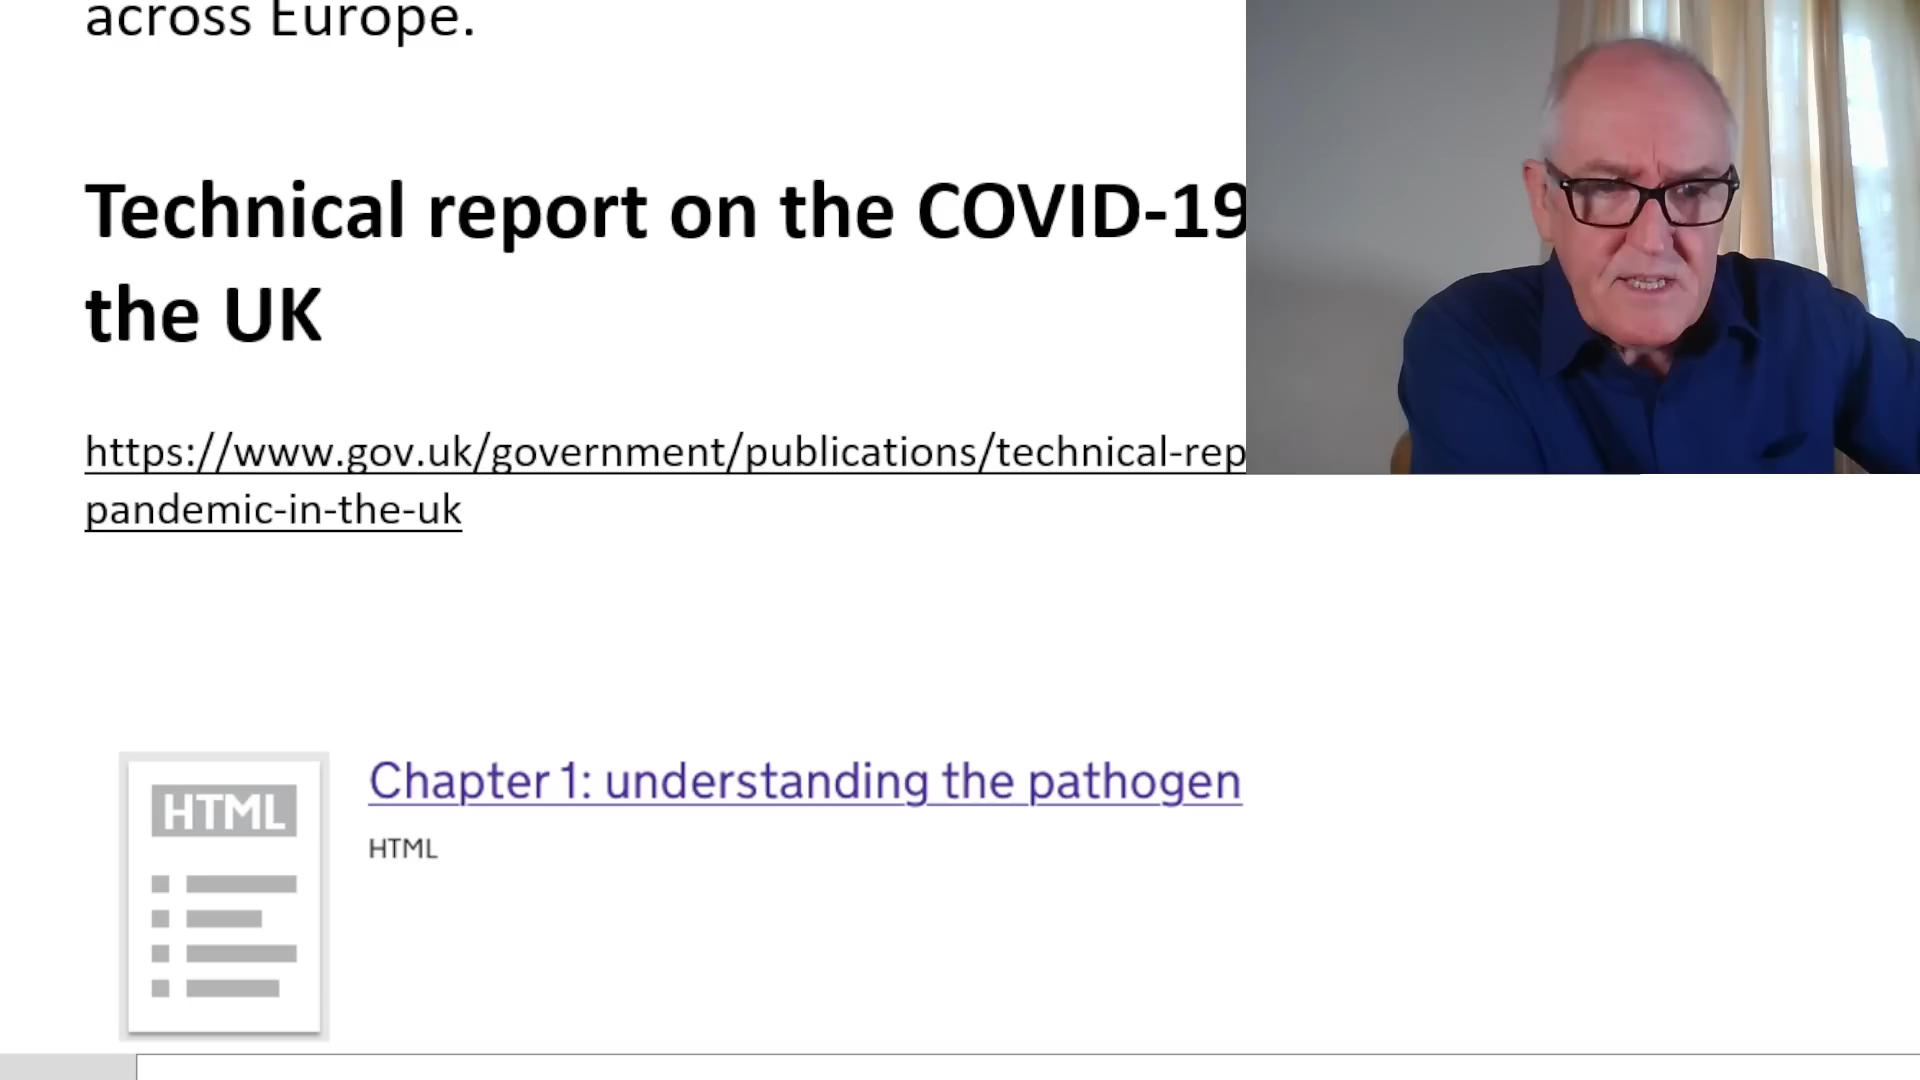 across Europe.
Technical report on the COVID-19
the UK
https://www.gov.uk/government/publications/technical-rep
pandemic-in-the-uk
HTML
Chapter 1: understanding the pathogen
HTML